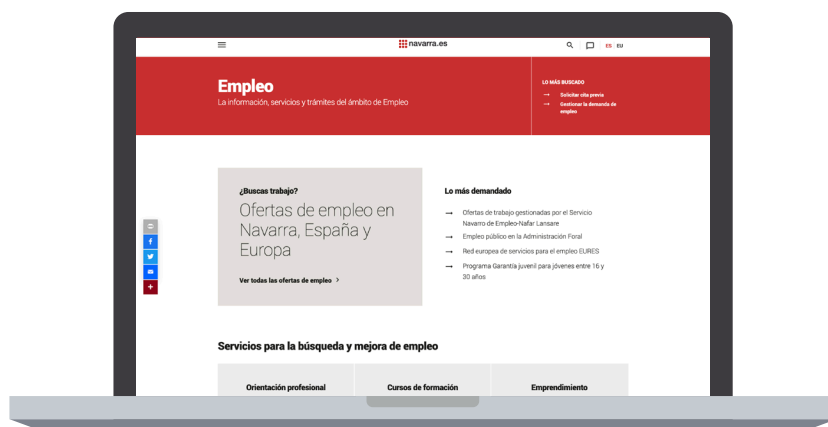 navarra.es
ES EU
Empleo
La información, servicios y trámites del ámbito de Empleo
LO MÁS BUSCADO
→ Solicitar cita previa
→ Gestionar la demanda de
empleo
¿Buscas trabajo?
Ofertas de empleo en
Navarra, España y
Europa
Ver todas las ofertas de empleo >
Lo más demandado
→ Ofertas de trabajo gestionadas por el Servicio
Navarro de Empleo-Nafar Lansare
→ Empleo público en la Administración Foral
→ Red europea de servicios para el empleo EURES
→ Programa Garantía juvenil para jóvenes entre 16 y
30 años
Servicios para la búsqueda y mejora de empleo
Orientación profesional
Cursos de formación
Emprendimiento